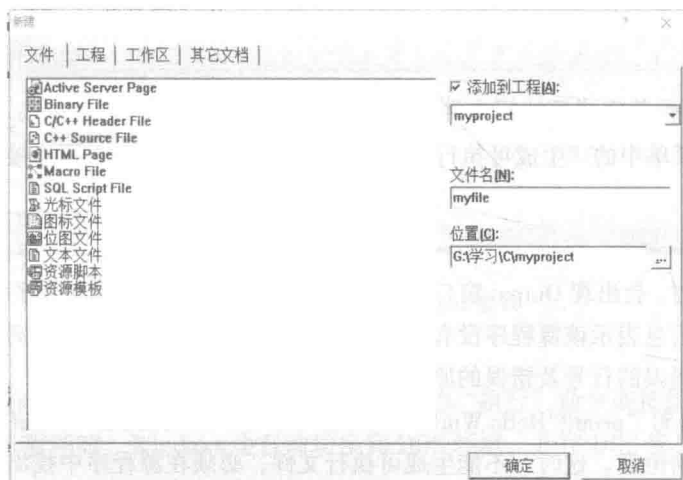 新建
文件
工程
工作区
其它文档
Active Server Page
Binary File
C/C++ Header File
C++ Source File
HTML Page
Macro File
SQL Script File
光标文件
图标文件
位图文件
文本文件
资源脚本
资源模板
添加到工程[A]:
myproject
文件名[N]:
myfile
位置[C]:
G:\学习\C\myproject
...
确定
取消